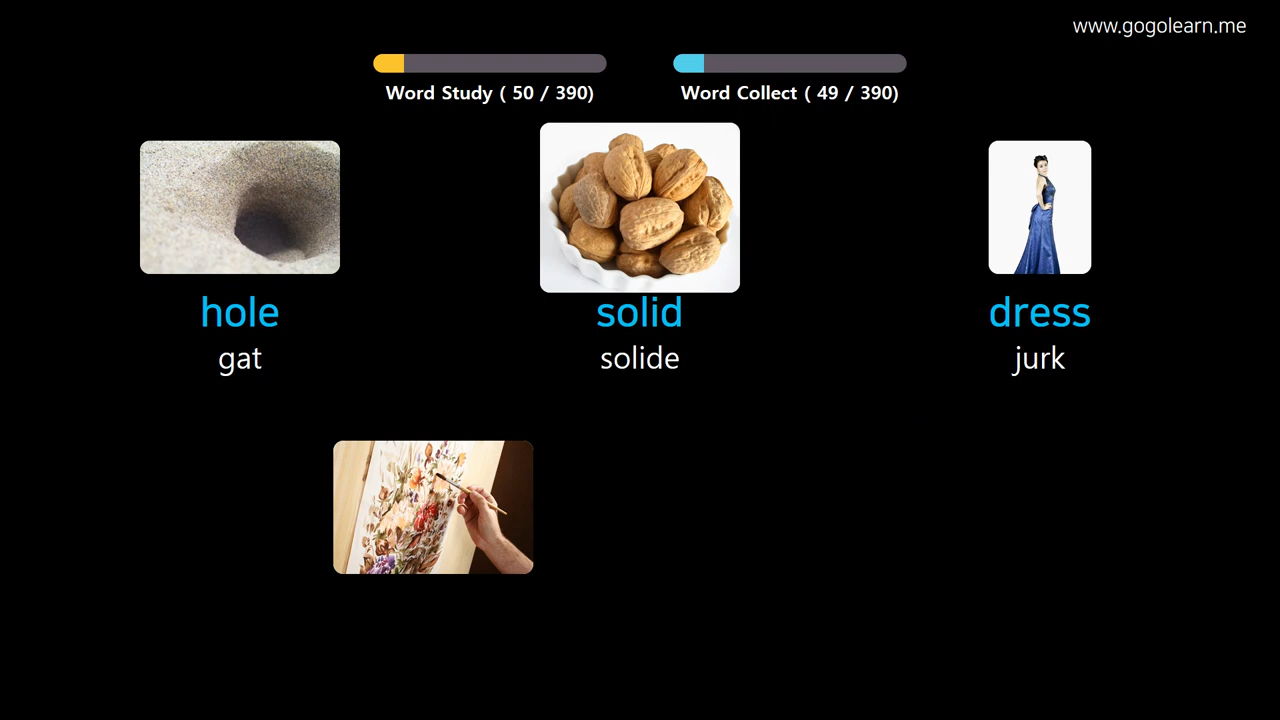 www.gogolearn.me
Word Study ( 50 / 390)
Word Collect ( 49 / 390)
hole
gat
solid
solide
dress
jurk